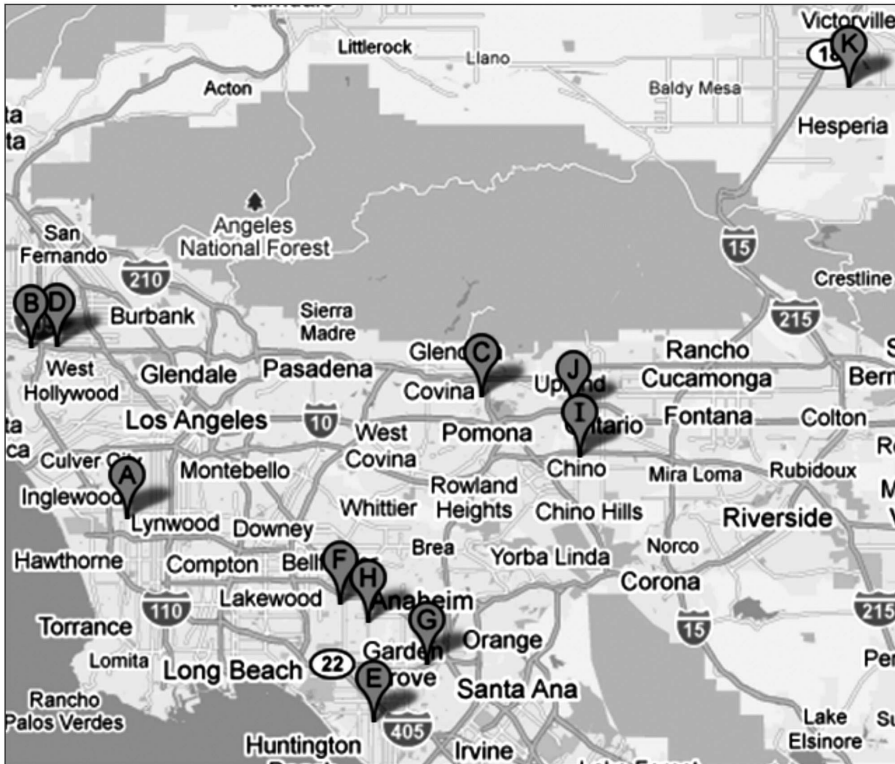 Victorville
Littlerock
Llano
18
K
Acton
Baldy Mesa
Hesperia
Angeles
National Forest
San
Fernando
15
210
Crestline
B
D
Burbank
Sierra
Madre
215
West
Hollywood
Glendale
Pasadena
C
Rancho
Cucamonga
J
Covina
Los Angeles
10
I
Fontana
Colton
West
Covina
Pomona
Culver City
Montebello
Chino
Mira Loma
Rubidoux
A
Inglewood
Whittier
Rowland
Heights
Chino Hills
Riverside
Lynwood
Downey
Hawthorne
Compton
Brea
Yorba Linda
Norco
Corona
F
H
Lakewood
Anaheim
110
215
15
Torrance
G
Garden
Grove
Orange
Lomita
Long Beach
22
E
Santa Ana
Rancho
Palos Verdes
405
Lake
Elsinore
Huntington
Irvine